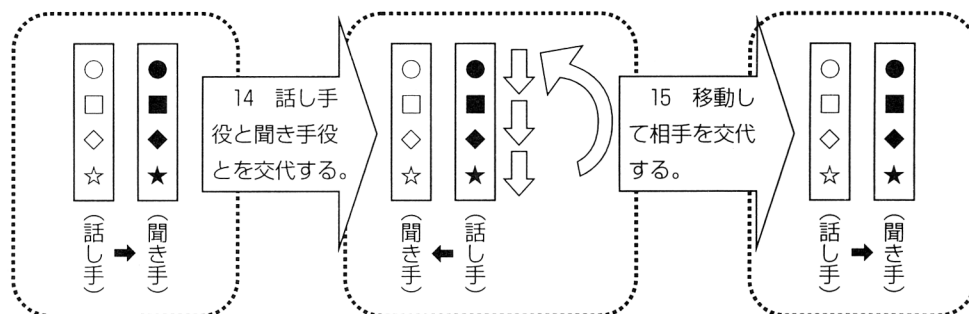 (話し手)
(聞き手)
14　話し手
役と聞き手役
とを交代する。
(聞き手)
(話し手)
15　移動し
て相手を交代
する。
(話し手)
(聞き手)